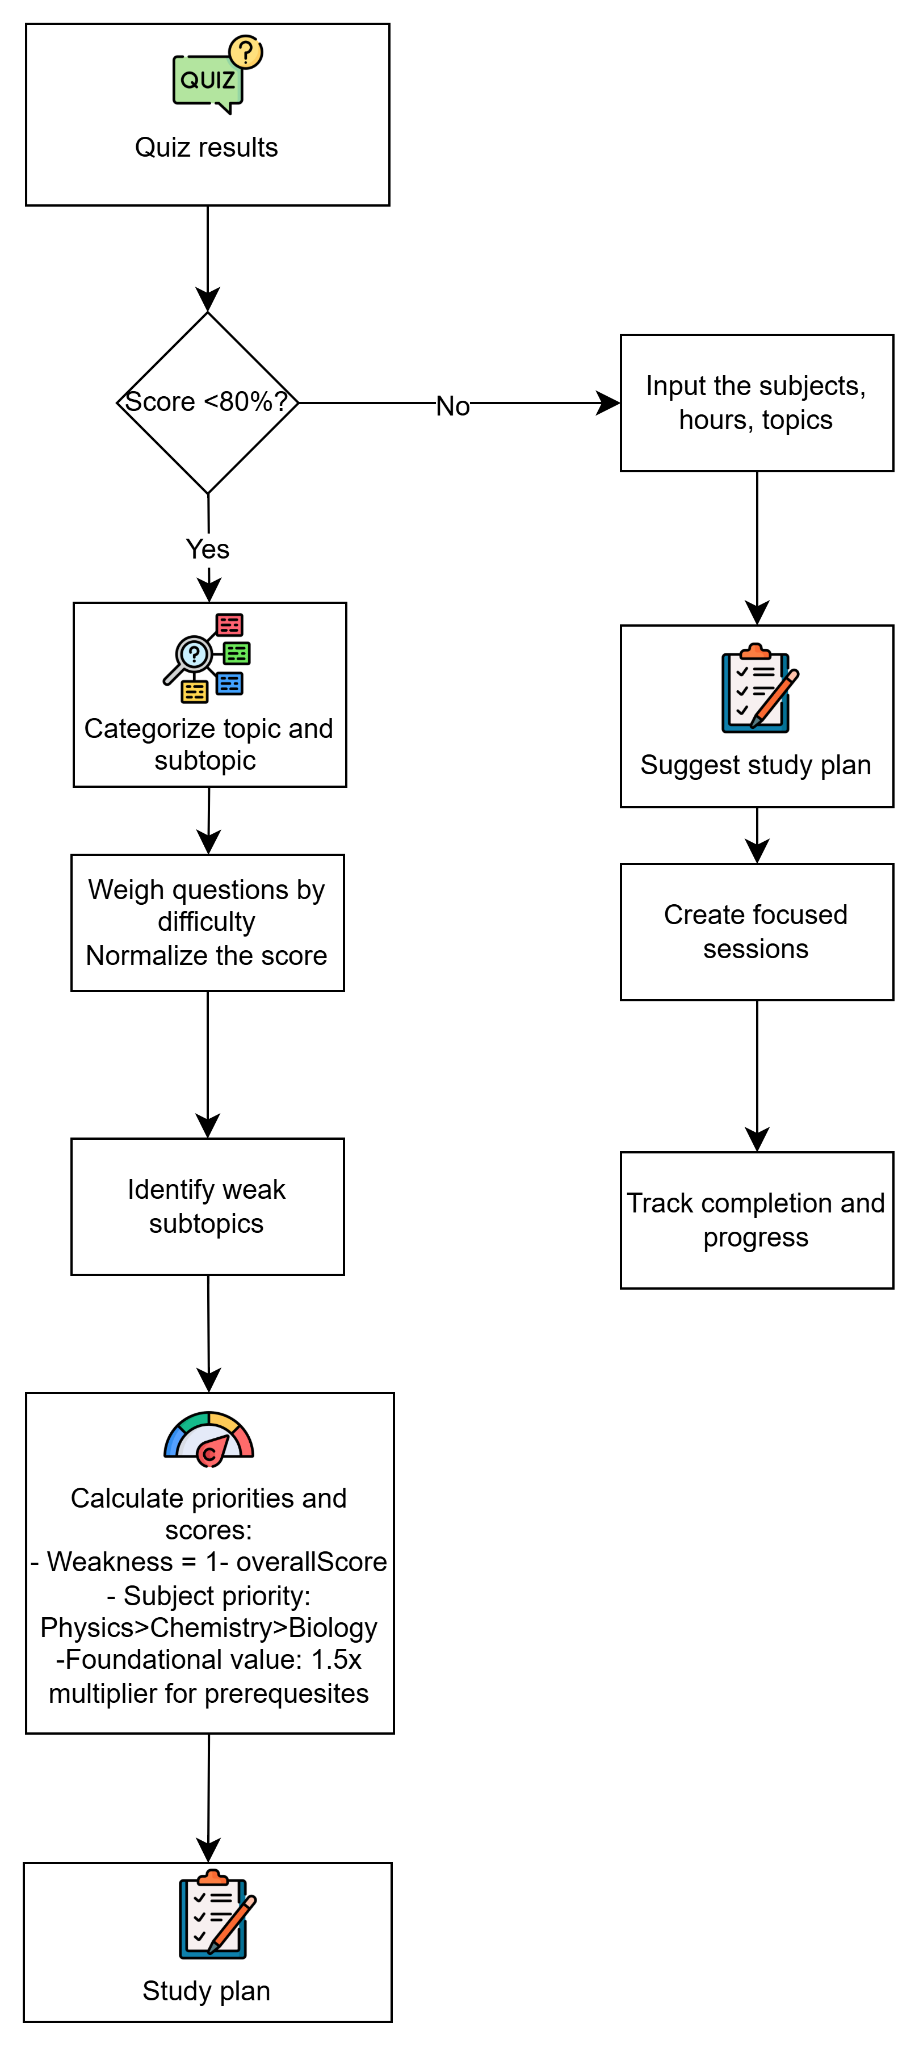 QUIZ
?
Quiz results
Score <80%?
No
Input the subjects,
hours, topics
Yes
?
Categorize topic and
subtopic
Suggest study plan
Weigh questions by
difficulty
Normalize the score
Create focused
sessions
Identify weak
subtopics
Track completion and
progress
C
Calculate priorities and
scores:
- Weakness = 1- overallScore
- Subject priority:
Physics>Chemistry>Biology
-Foundational value: 1.5x
multiplier for prerequesites
Study plan